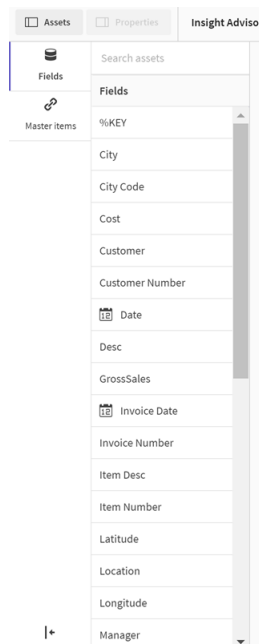 Assets
Properties
Insight Adviso
Fields
Search assets
Fields
Master items
%KEY
City
City Code
Cost
Customer
Customer Number
Date
Desc
GrossSales
Invoice Date
Invoice Number
Item Desc
Item Number
Latitude
Location
Longitude
Manager